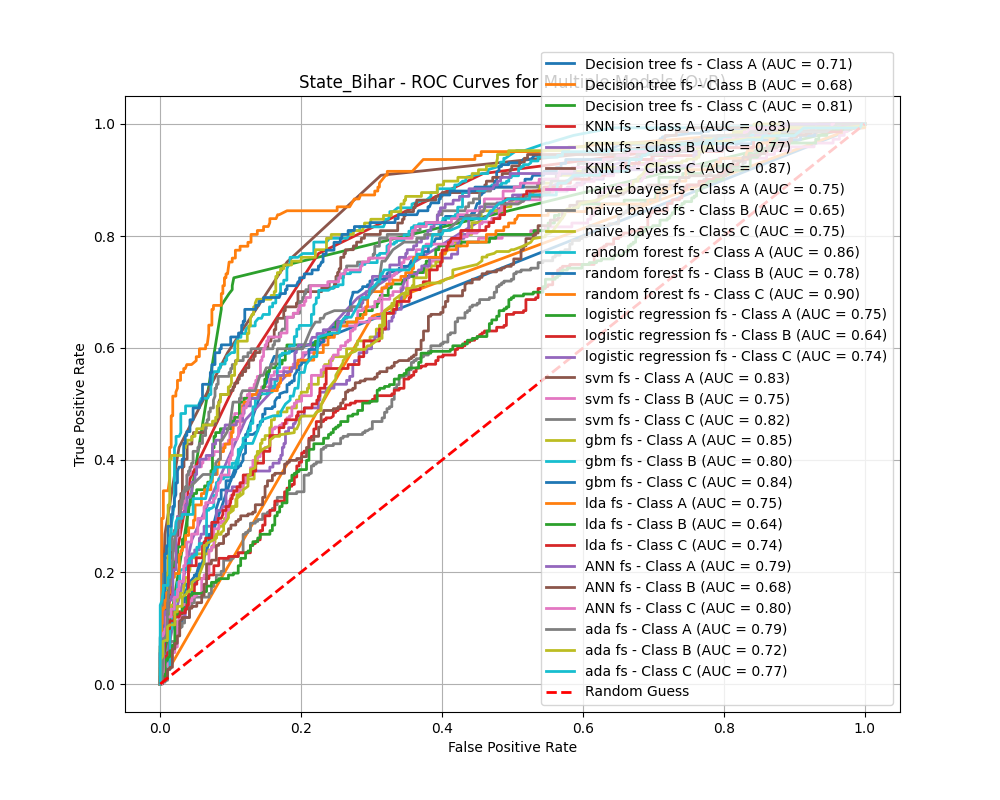 State_Bihar - ROC Curves for Multiple Models (OvR)
Decision tree fs - Class A (AUC = 0.71)
Decision tree fs - Class B (AUC = 0.68)
Decision tree fs - Class C (AUC = 0.81)
KNN fs - Class A (AUC = 0.83)
KNN fs - Class B (AUC = 0.77)
KNN fs - Class C (AUC = 0.87)
naive bayes fs - Class A (AUC = 0.75)
naive bayes fs - Class B (AUC = 0.65)
naive bayes fs - Class C (AUC = 0.75)
random forest fs - Class A (AUC = 0.86)
random forest fs - Class B (AUC = 0.78)
random forest fs - Class C (AUC = 0.90)
logistic regression fs - Class A (AUC = 0.75)
logistic regression fs - Class B (AUC = 0.64)
logistic regression fs - Class C (AUC = 0.74)
svm fs - Class A (AUC = 0.83)
svm fs - Class B (AUC = 0.75)
svm fs - Class C (AUC = 0.82)
gbm fs - Class A (AUC = 0.85)
gbm fs - Class B (AUC = 0.80)
gbm fs - Class C (AUC = 0.84)
lda fs - Class A (AUC = 0.75)
lda fs - Class B (AUC = 0.64)
lda fs - Class C (AUC = 0.74)
ANN fs - Class A (AUC = 0.79)
ANN fs - Class B (AUC = 0.68)
ANN fs - Class C (AUC = 0.80)
ada fs - Class A (AUC = 0.79)
ada fs - Class B (AUC = 0.72)
ada fs - Class C (AUC = 0.77)
Random Guess
True Positive Rate
1.0
0.8
0.6
0.4
0.2
0.0
0.0 0.2 0.4 0.6 0.8 1.0
False Positive Rate